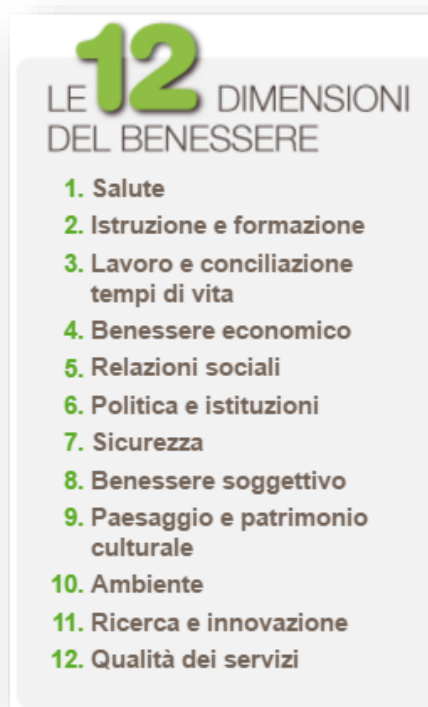 LE 12 DIMENSIONI
DEL BENESSERE
1. Salute
2. Istruzione e formazione
3. Lavoro e conciliazione
tempi di vita
4. Benessere economico
5. Relazioni sociali
6. Politica e istituzioni
7. Sicurezza
8. Benessere soggettivo
9. Paesaggio e patrimonio
culturale
10. Ambiente
11. Ricerca e innovazione
12. Qualità dei servizi